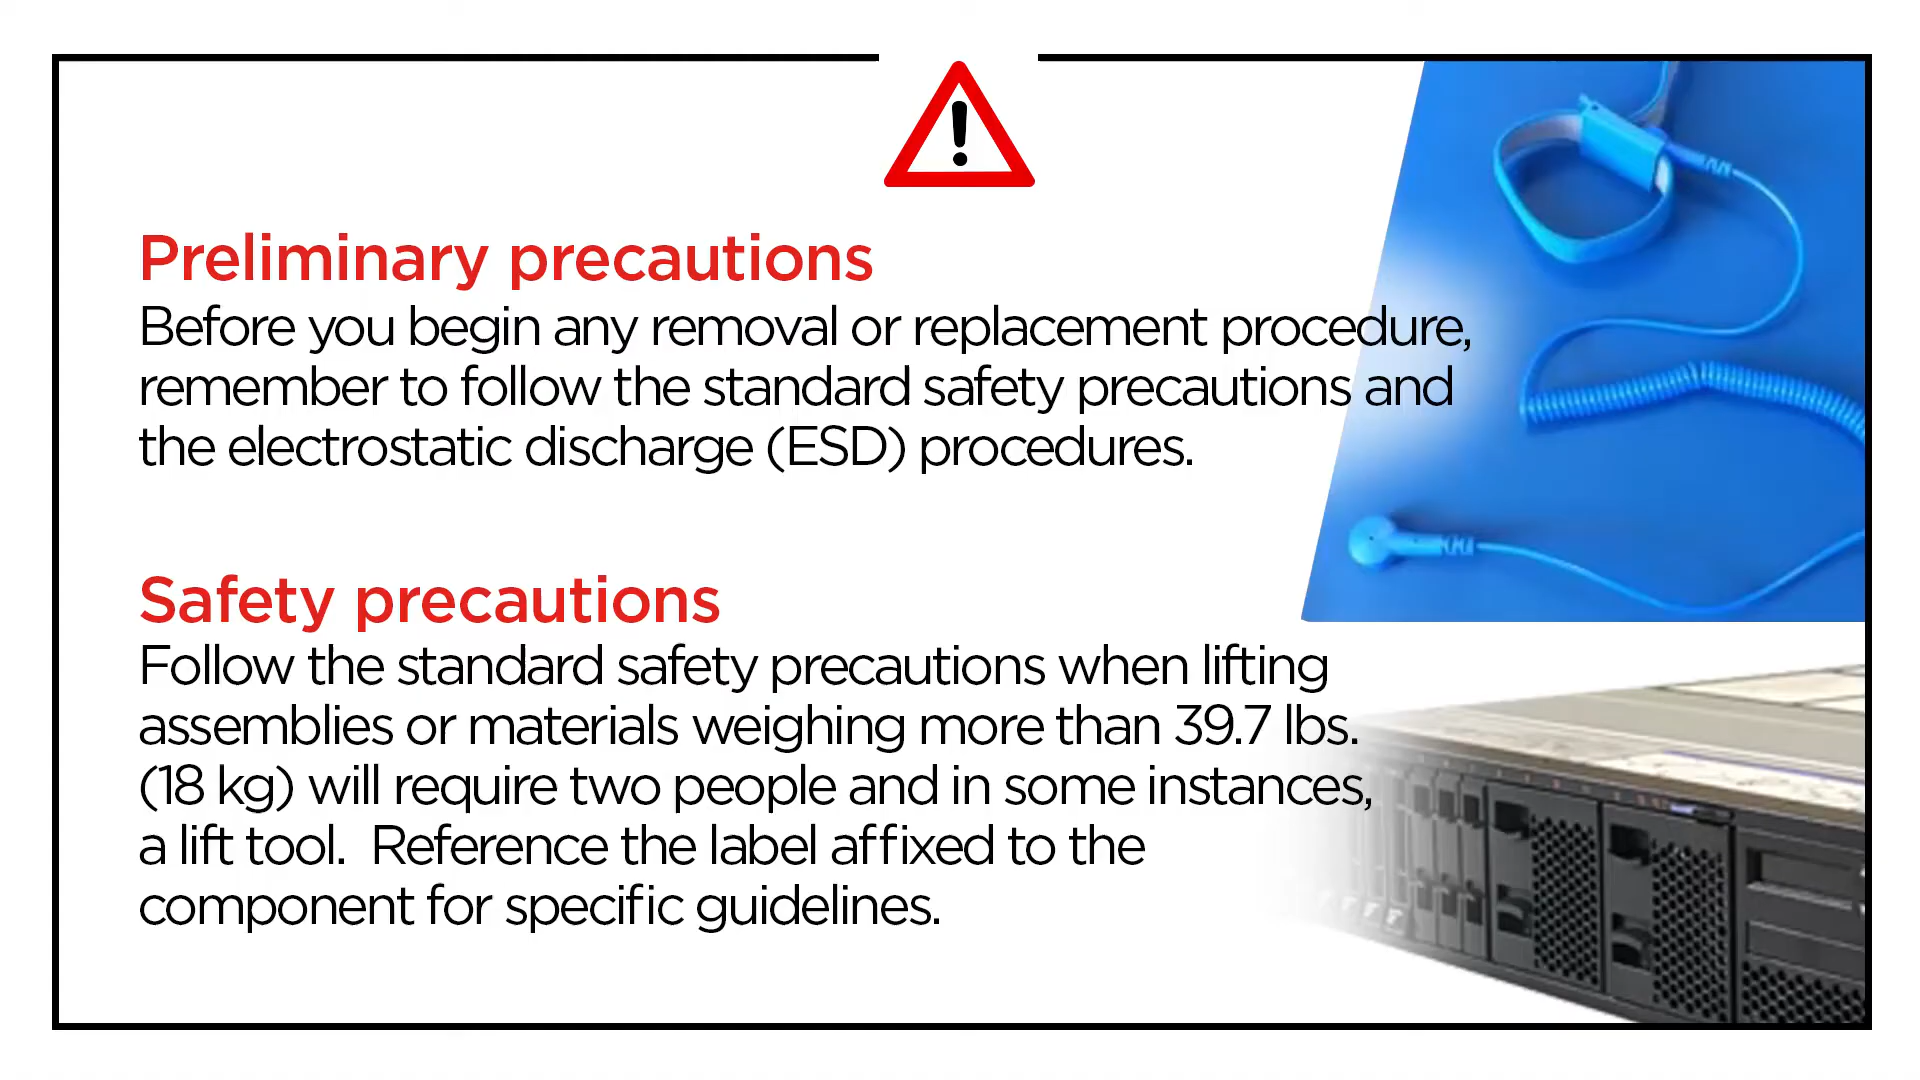 Preliminary precautions
Before you begin any removal or replacement procedure,
remember to follow the standard safety precautions and
the electrostatic discharge (ESD) procedures.
Safety precautions
Follow the standard safety precautions when lifting
assemblies or materials weighing more than 39.7 lbs.
(18 kg) will require two people and in some instances,
a lift tool.  Reference the label affixed to the
component for specific guidelines.